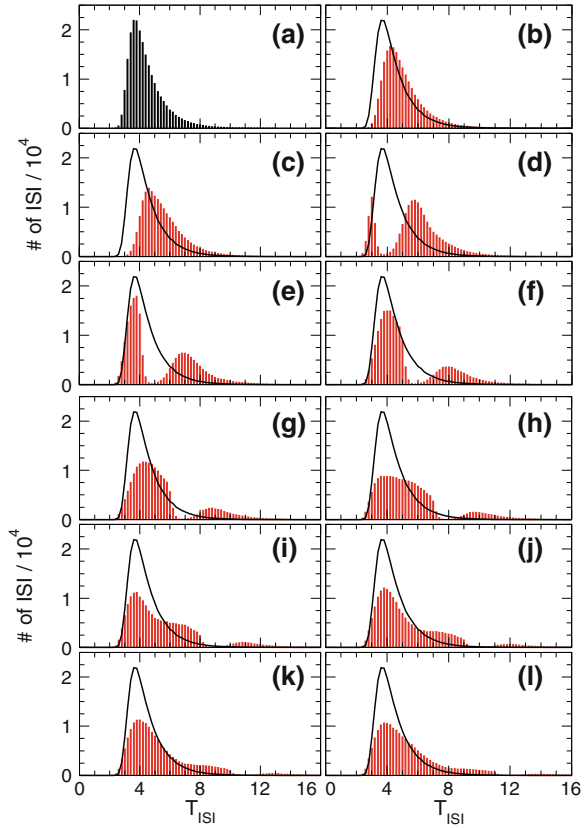 (a) (b)
2
1
0
(c) (d)
2
1
0
(e) (f)
2
1
0
# of ISI / 10^4
(g) (h)
2
1
0
(i) (j)
2
1
0
(k) (l)
2
1
0
# of ISI / 10^4
0 4 8 12 16 0 4 8 12 16
T_ISI T_ISI